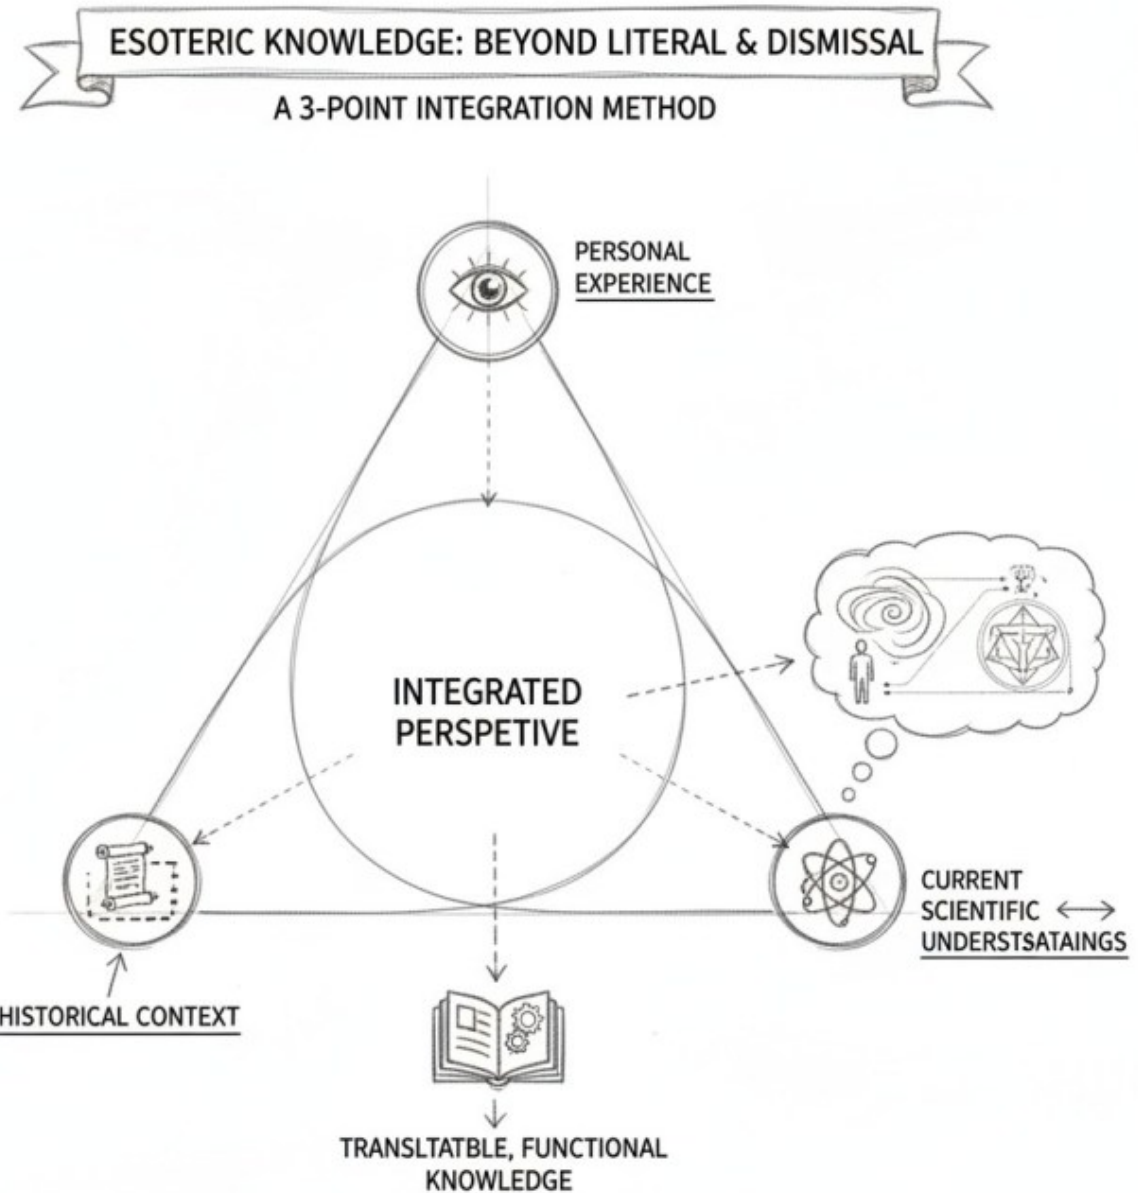 ESOTERIC KNOWLEDGE: BEYOND LITERAL & DISMISSAL
A 3-POINT INTEGRATION METHOD
PERSONAL
EXPERIENCE
INTEGRATED
PERSPETIVE
CURRENT
SCIENTIFIC
UNDERSTSATAINGS
HISTORICAL CONTEXT
TRANSLTATBLE, FUNCTIONAL
KNOWLEDGE